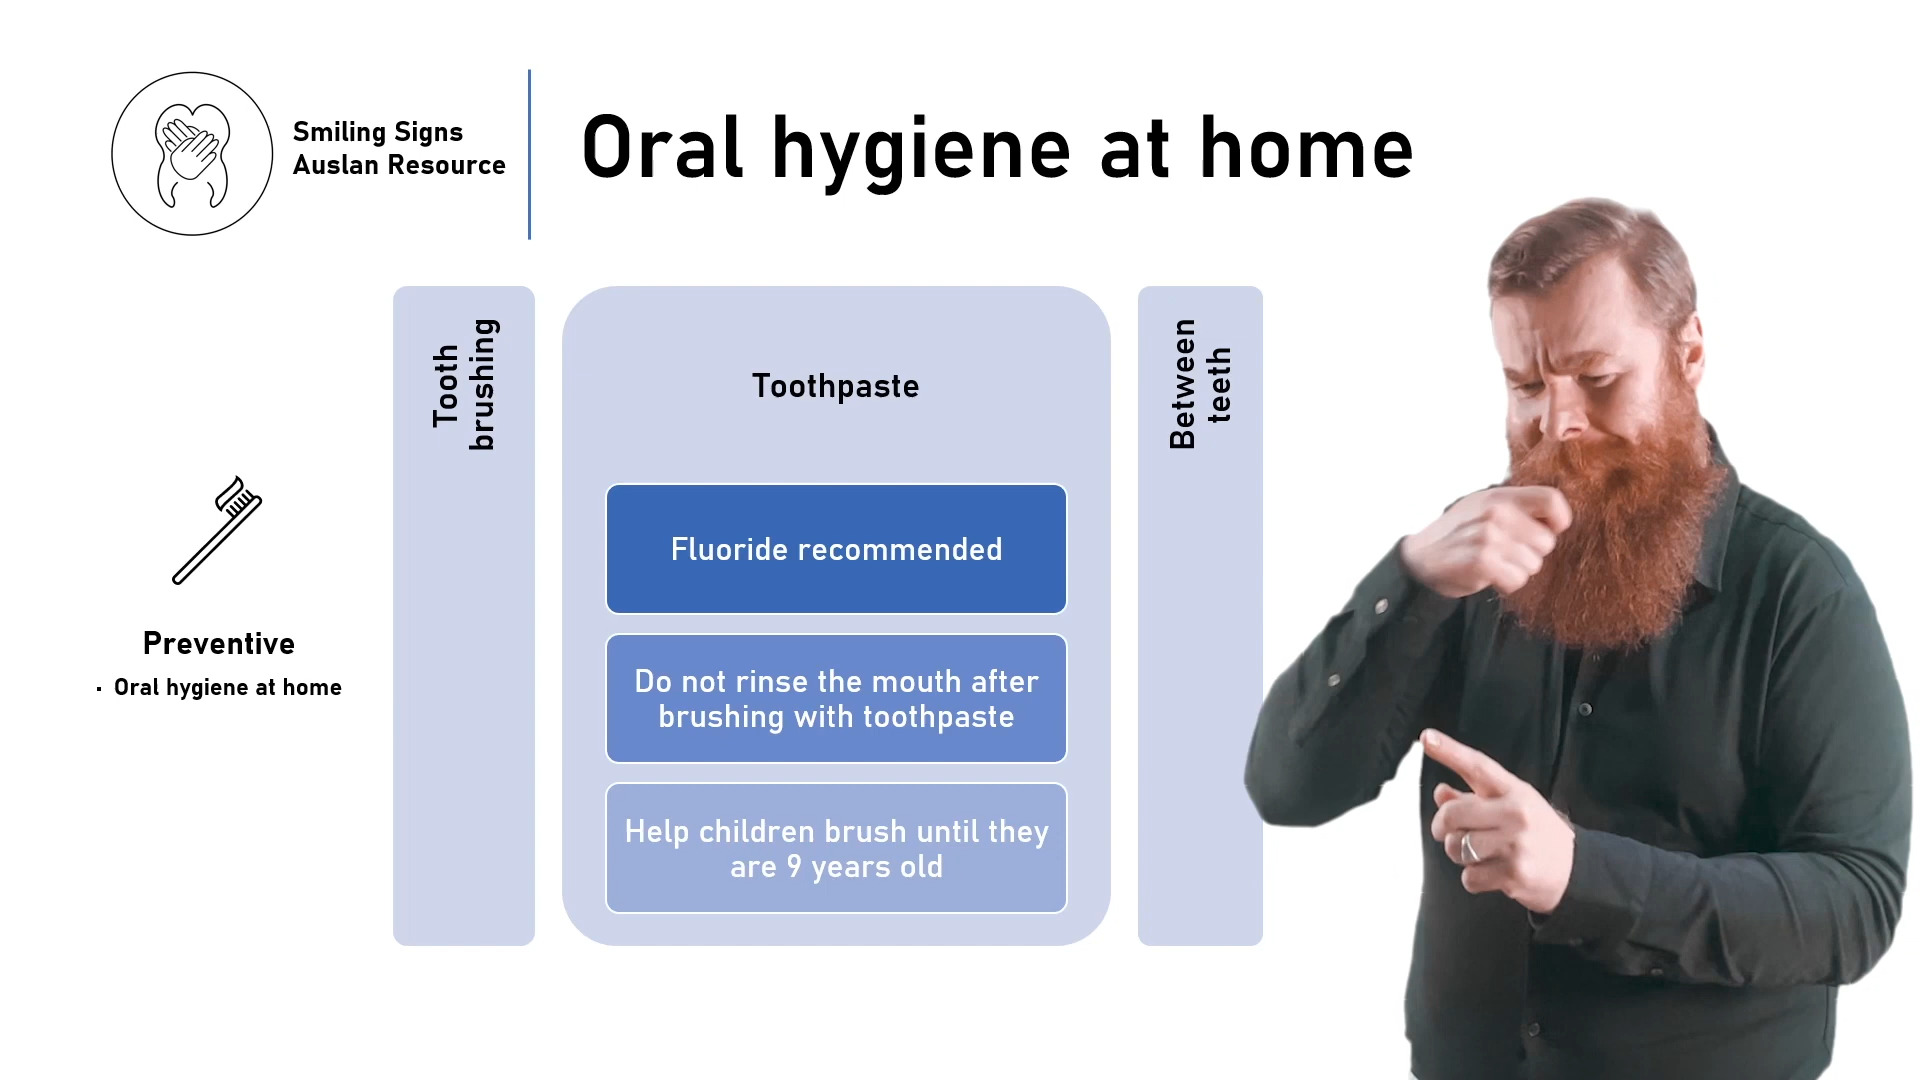 Smiling Signs
Auslan Resource
Oral hygiene at home
Tooth
brushing
Toothpaste
Fluoride recommended
Do not rinse the mouth after
brushing with toothpaste
Help children brush until they
are 9 years old
Between
teeth
Preventive
· Oral hygiene at home